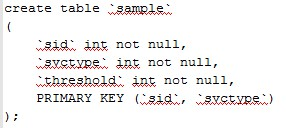 create table `sample`
(
`sid` int not null,
`svctype` int not null,
`threshold` int not null,
PRIMARY KEY (`sid`, `svctype`)
);